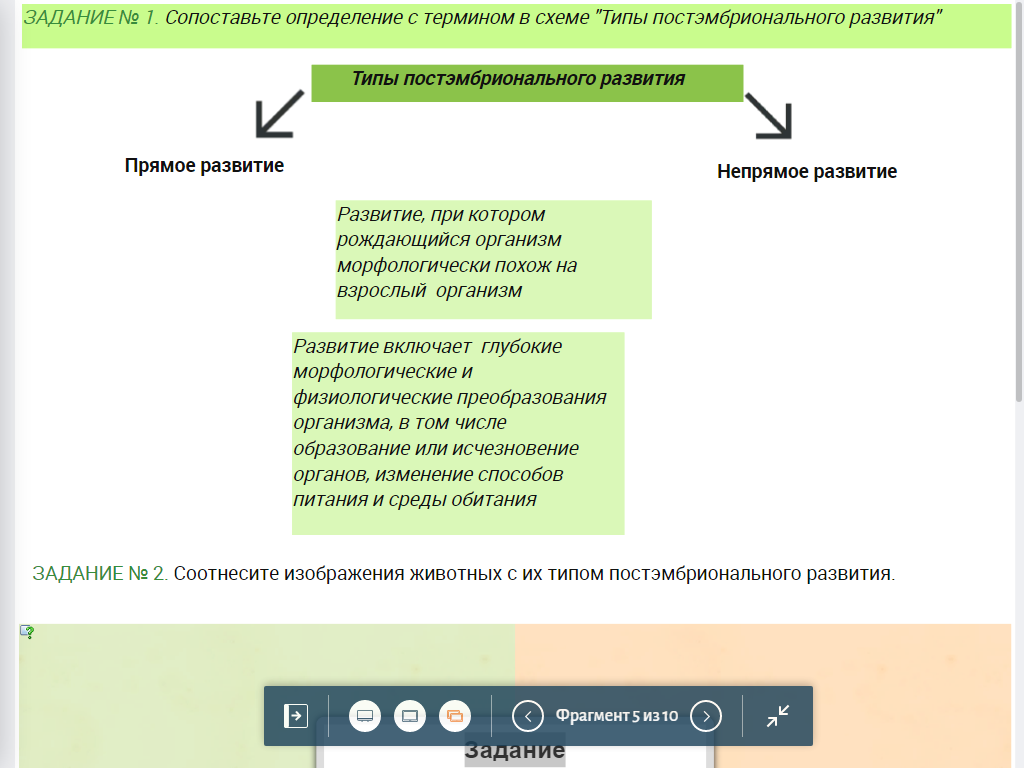 ЗАДАНИЕ № 1. Сопоставьте определение с термином в схеме "Типы постэмбрионального развития"
Типы постэмбрионального развития
Прямое развитие
Непрямое развитие
Развитие, при котором
рождающийся организм
морфологически похож на
взрослый организм
Развитие включает глубокие
морфологические и
физиологические преобразования
организма, в том числе
образование или исчезновение
органов, изменение способов
питания и среды обитания
ЗАДАНИЕ № 2. Соотнесите изображения животных с их типом постэмбрионального развития.
Фрагмент 5 из 10
Задание